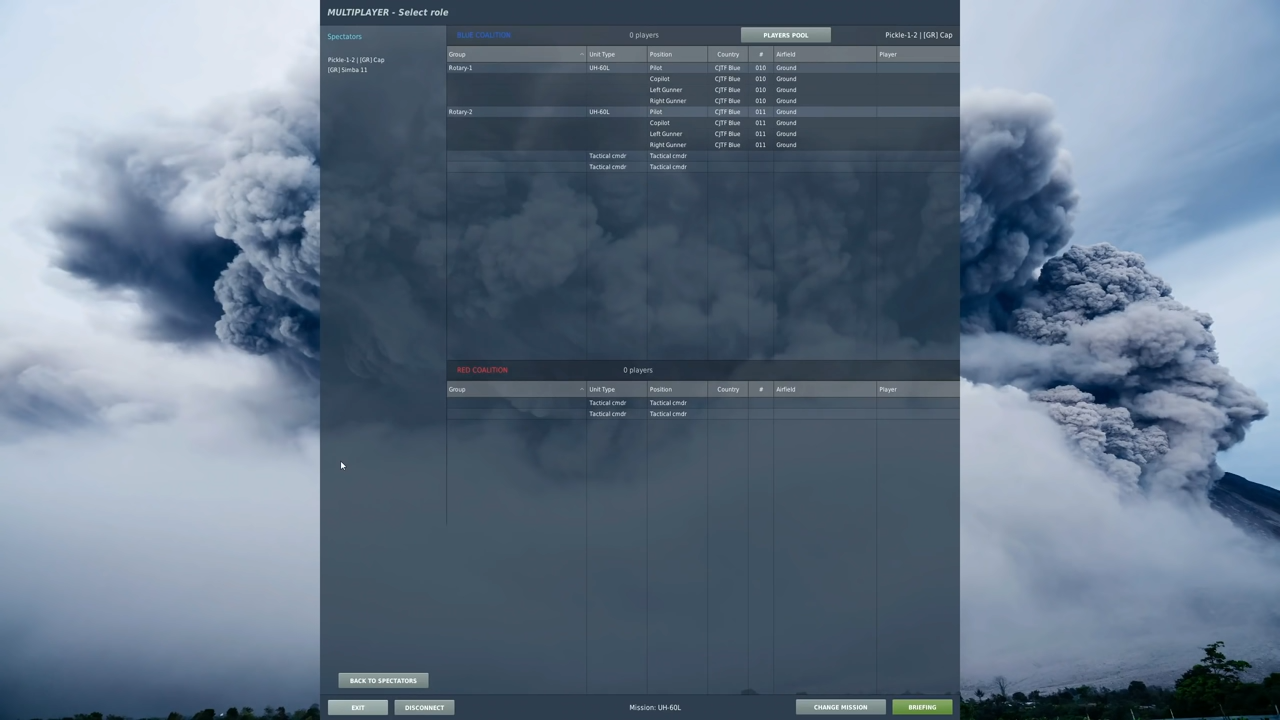 MULTIPLAYER - Select role
Spectators
Pickle-1-2 | [GR] Cap
[GR] Simba 11
BLUE COALITION 0 players PLAYERS POOL Pickle-1-2 | [GR] Cap
Group Unit Type Position Country # Airfield Player
Rotary-1 UH-60L Pilot CJTF Blue 010 Ground
Copilot CJTF Blue 010 Ground
Left Gunner CJTF Blue 010 Ground
Right Gunner CJTF Blue 010 Ground
Rotary-2 UH-60L Pilot CJTF Blue 011 Ground
Copilot CJTF Blue 011 Ground
Left Gunner CJTF Blue 011 Ground
Right Gunner CJTF Blue 011 Ground
Tactical cmdr Tactical cmdr
Tactical cmdr Tactical cmdr
RED COALITION 0 players
Group Unit Type Position Country # Airfield Player
Tactical cmdr Tactical cmdr
Tactical cmdr Tactical cmdr
BACK TO SPECTATORS
EXIT DISCONNECT Mission: UH-60L CHANGE MISSION BRIEFING